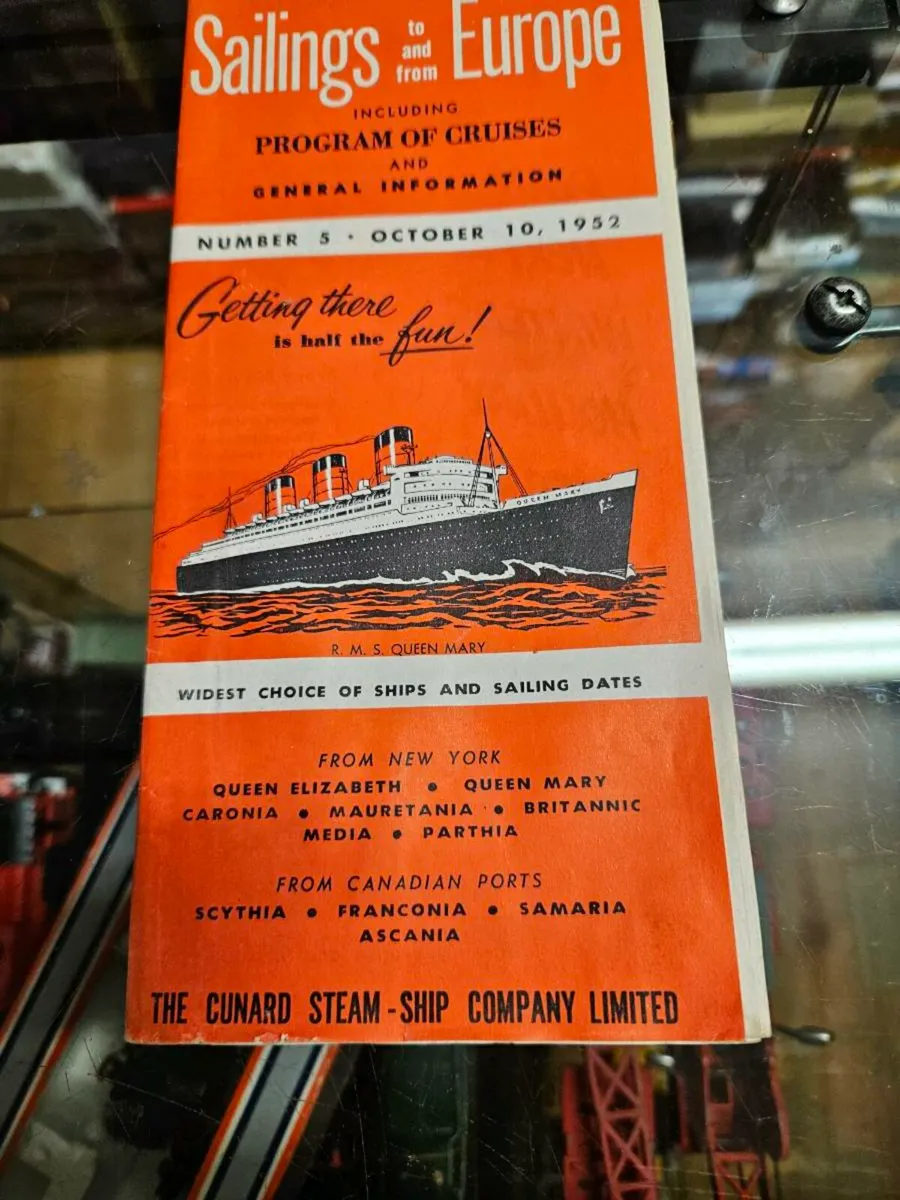 Sailings to and from Europe
INCLUDING
PROGRAM OF CRUISES
AND
GENERAL INFORMATION
NUMBER 5 · OCTOBER 10, 1952
Getting there
is half the fun!
QUEEN MARY
R. M. S. QUEEN MARY
WIDEST CHOICE OF SHIPS AND SAILING DATES
FROM NEW YORK
QUEEN ELIZABETH ● QUEEN MARY
CARONIA ● MAURETANIA ● BRITANNIC
MEDIA ● PARTHIA
FROM CANADIAN PORTS
SCYTHIA ● FRANCONIA ● SAMARIA
ASCANIA
THE CUNARD STEAM-SHIP COMPANY LIMITED